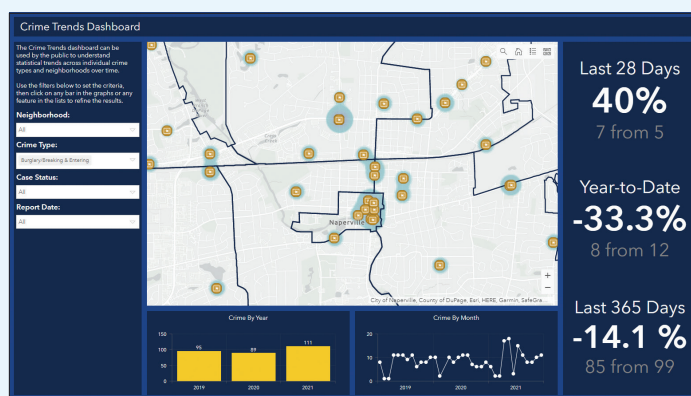 Crime Trends Dashboard
The Crime Trends dashboard can be
used by the public to understand
statistical trends across individual crime
types and neighborhoods over time.
Use the filters below to set the criteria,
then click on any bar in the graphs or any
feature in the lists to refine the results.
Neighborhood:
All
Crime Type:
Burglary/Breaking & Entering
Case Status:
All
Report Date:
All
Naperville
+
−
City of Naperville, County of DuPage, Esri, HERE, Garmin, SafeGra...
Crime By Year
150
100
50
0
95
89
111
2019
2020
2021
Crime By Month
20
10
0
2019
2020
2021
Last 28 Days
40%
7 from 5
Year-to-Date
-33.3%
8 from 12
Last 365 Days
-14.1 %
85 from 99